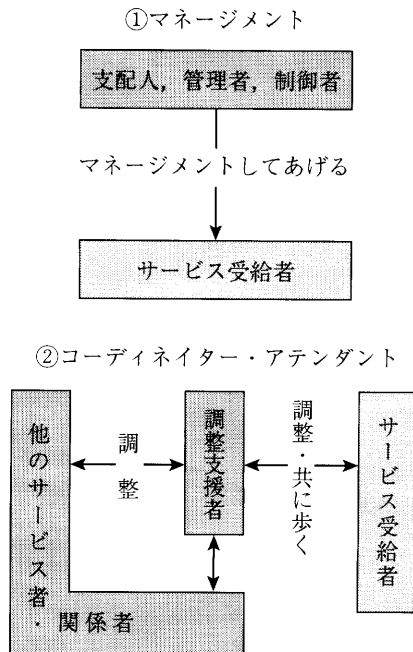 ①マネージメント
支配人，管理者，制御者
マネージメントしてあげる
サービス受給者
②コーディネイター・アテンダント
他のサービス者・関係者
調整
調整支援者
調整・共に歩く
サービス受給者